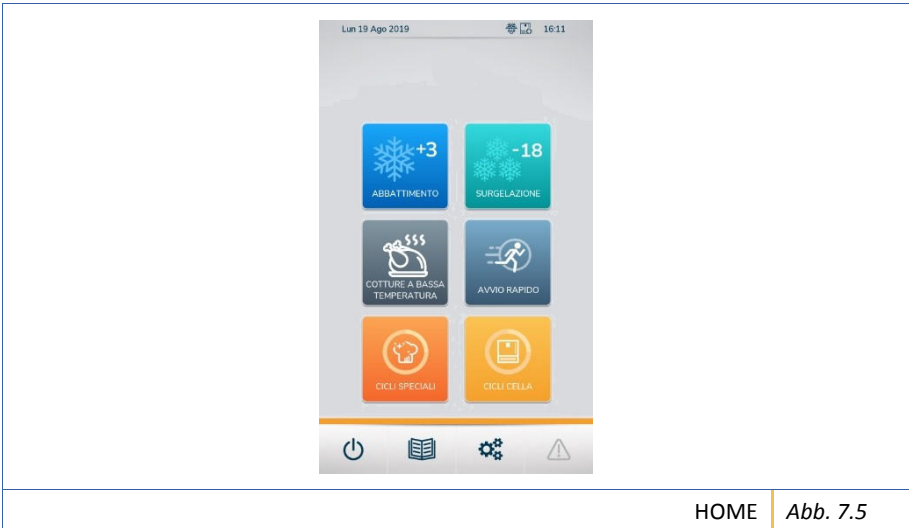 Lun 19 Ago 2019 16:11
+3 -18
ABBATTIMENTO SURGELAZIONE
COTTURE A BASSA
TEMPERATURA
AVVIO RAPIDO
CICLI SPECIALI CICLI CELLA
HOME Abb. 7.5